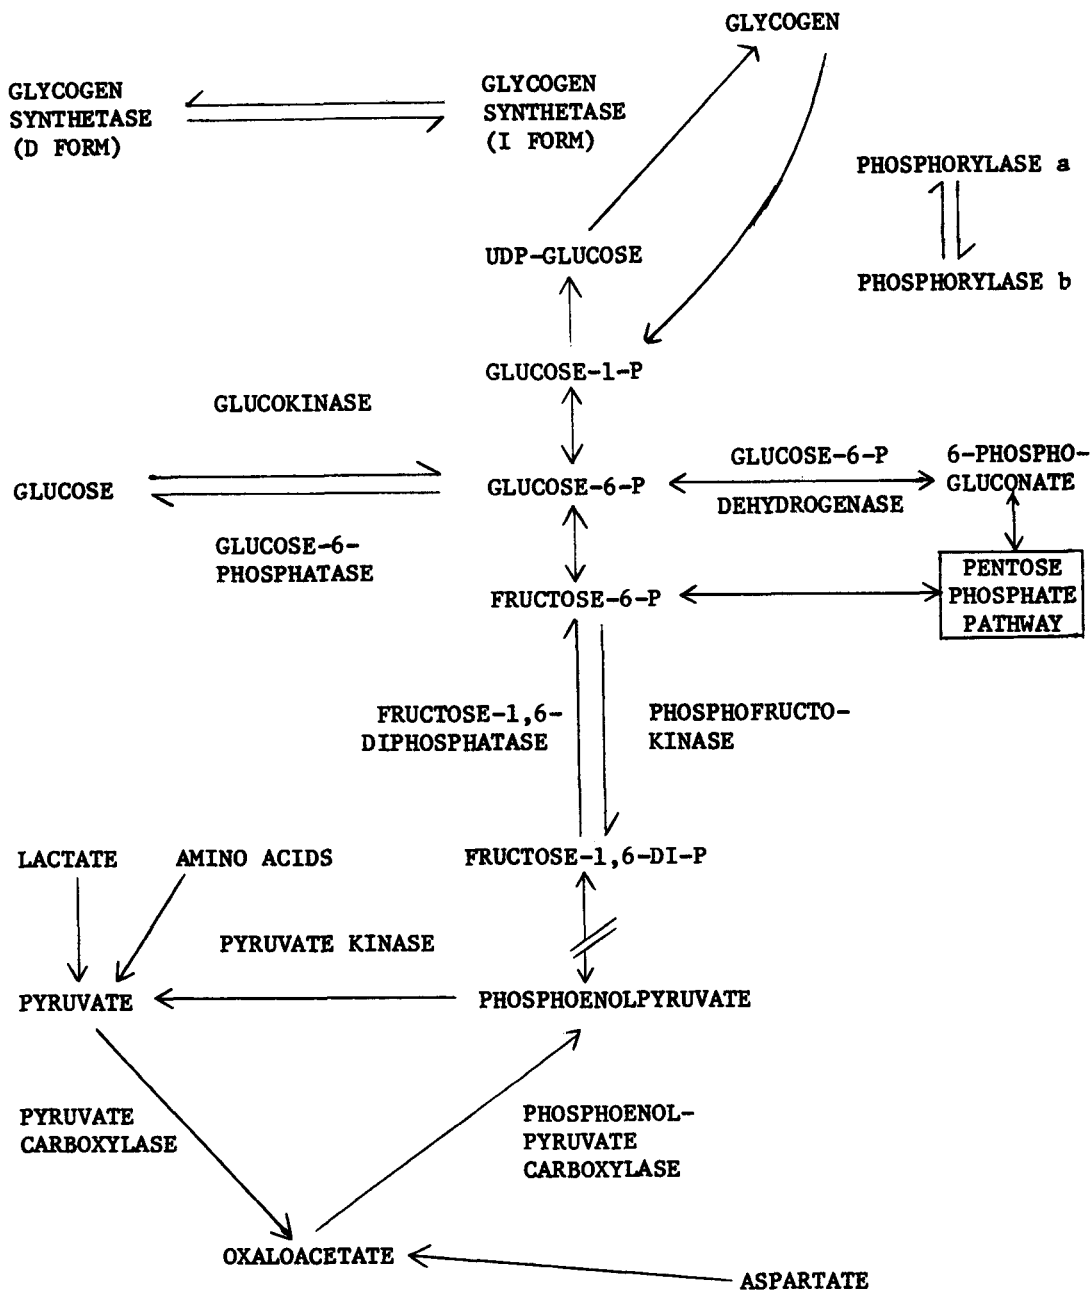 GLYCOGEN
GLYCOGEN
SYNTHETASE
(D FORM)
GLYCOGEN
SYNTHETASE
(I FORM)
PHOSPHORYLASE a
PHOSPHORYLASE b
UDP-GLUCOSE
GLUCOSE-1-P
GLUCOKINASE
GLUCOSE
GLUCOSE-6-P
GLUCOSE-6-P
DEHYDROGENASE
6-PHOSPHO-
GLUCONATE
GLUCOSE-6-
PHOSPHATASE
FRUCTOSE-6-P
PENTOSE
PHOSPHATE
PATHWAY
FRUCTOSE-1,6-
DIPHOSPHATASE
PHOSPHOFRUCTO-
KINASE
LACTATE
AMINO ACIDS
FRUCTOSE-1,6-DI-P
PYRUVATE KINASE
PYRUVATE
PHOSPHOENOLPYRUVATE
PYRUVATE
CARBOXYLASE
PHOSPHOENOL-
PYRUVATE
CARBOXYLASE
OXALOACETATE
ASPARTATE